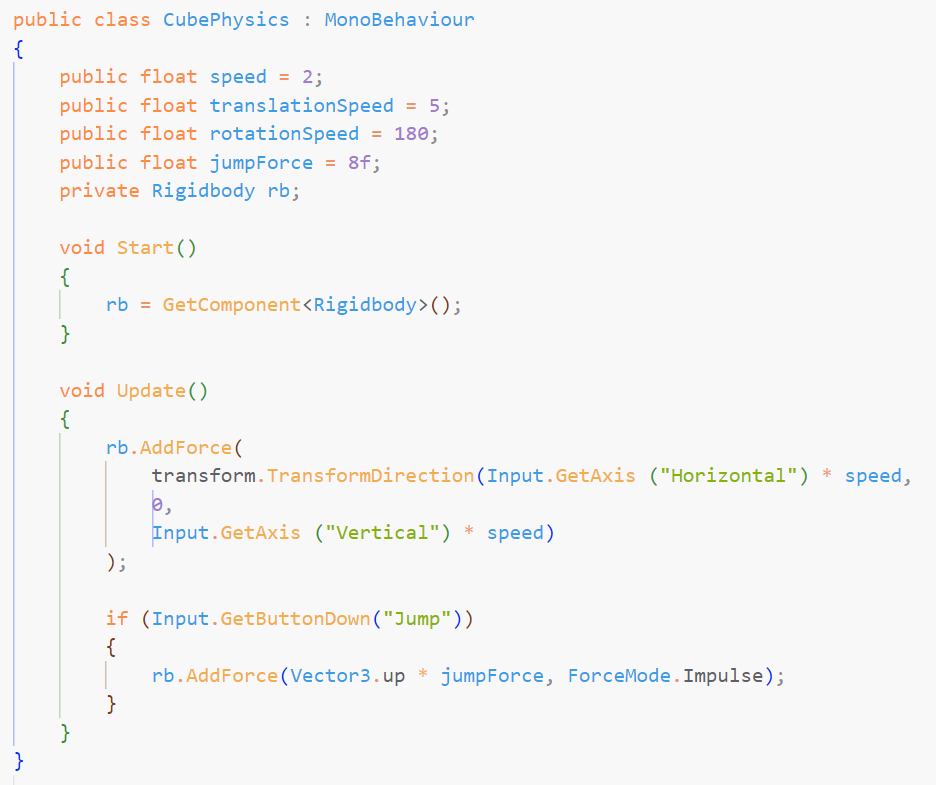 public class CubePhysics : MonoBehaviour
{
    public float speed = 2;
    public float translationSpeed = 5;
    public float rotationSpeed = 180;
    public float jumpForce = 8f;
    private Rigidbody rb;

    void Start()
    {
        rb = GetComponent<Rigidbody>();
    }

    void Update()
    {
        rb.AddForce(
            transform.TransformDirection(Input.GetAxis ("Horizontal") * speed,
            0,
            Input.GetAxis ("Vertical") * speed)
        );

        if (Input.GetButtonDown("Jump"))
        {
            rb.AddForce(Vector3.up * jumpForce, ForceMode.Impulse);
        }
    }
}